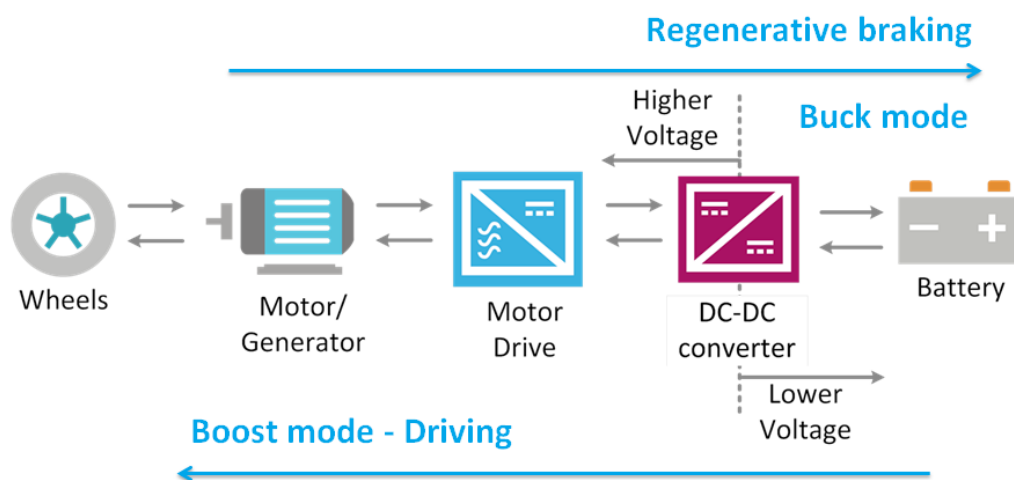 Regenerative braking
Higher
Voltage
Buck mode
Wheels
Motor/
Generator
Motor
Drive
DC-DC
converter
Battery
Lower
Voltage
Boost mode - Driving